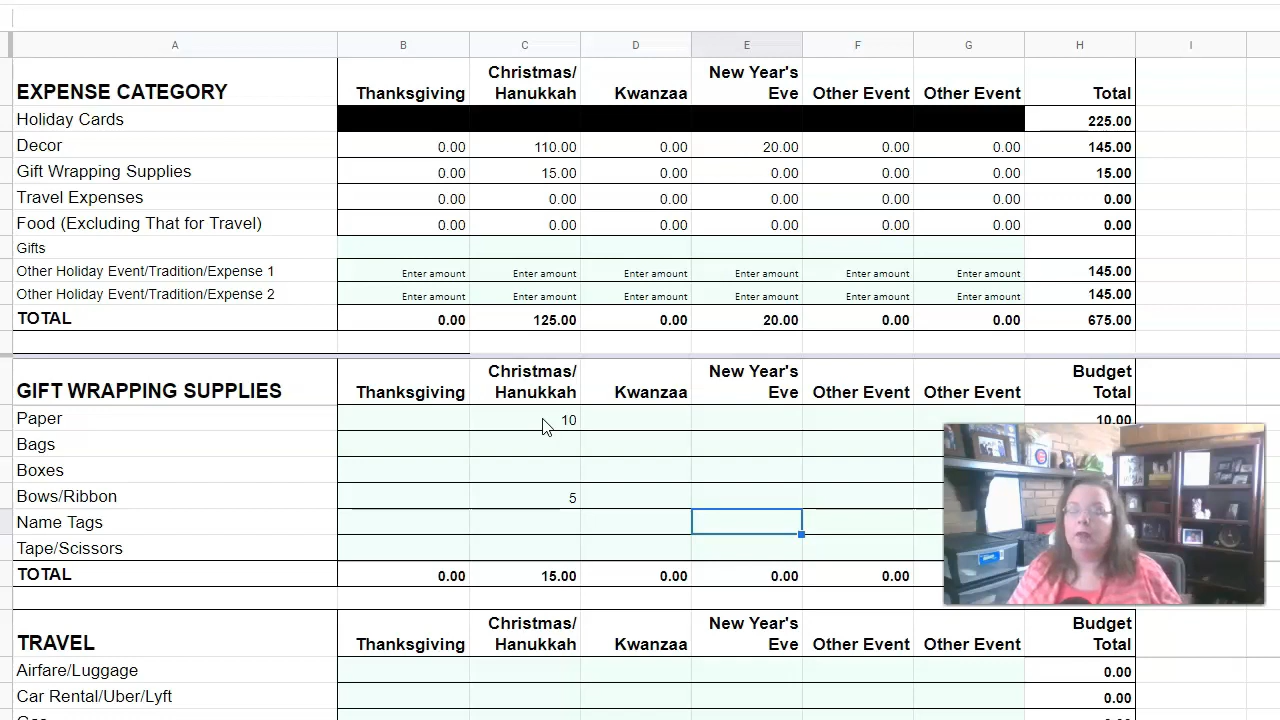 A B C D E F G H I
EXPENSE CATEGORY Thanksgiving Christmas/ Hanukkah Kwanzaa New Year's Eve Other Event Other Event Total
Holiday Cards 225.00
Decor 0.00 110.00 0.00 20.00 0.00 0.00 145.00
Gift Wrapping Supplies 0.00 15.00 0.00 0.00 0.00 0.00 15.00
Travel Expenses 0.00 0.00 0.00 0.00 0.00 0.00 0.00
Food (Excluding That for Travel) 0.00 0.00 0.00 0.00 0.00 0.00 0.00
Gifts
Other Holiday Event/Tradition/Expense 1 Enter amount Enter amount Enter amount Enter amount Enter amount Enter amount 145.00
Other Holiday Event/Tradition/Expense 2 Enter amount Enter amount Enter amount Enter amount Enter amount Enter amount 145.00
TOTAL 0.00 125.00 0.00 20.00 0.00 0.00 675.00
GIFT WRAPPING SUPPLIES Thanksgiving Christmas/ Hanukkah Kwanzaa New Year's Eve Other Event Other Event Budget Total
Paper 10 10.00
Bags
Boxes
Bows/Ribbon 5
Name Tags
Tape/Scissors
TOTAL 0.00 15.00 0.00 0.00 0.00
TRAVEL Thanksgiving Christmas/ Hanukkah Kwanzaa New Year's Eve Other Event Other Event Budget Total
Airfare/Luggage 0.00
Car Rental/Uber/Lyft 0.00